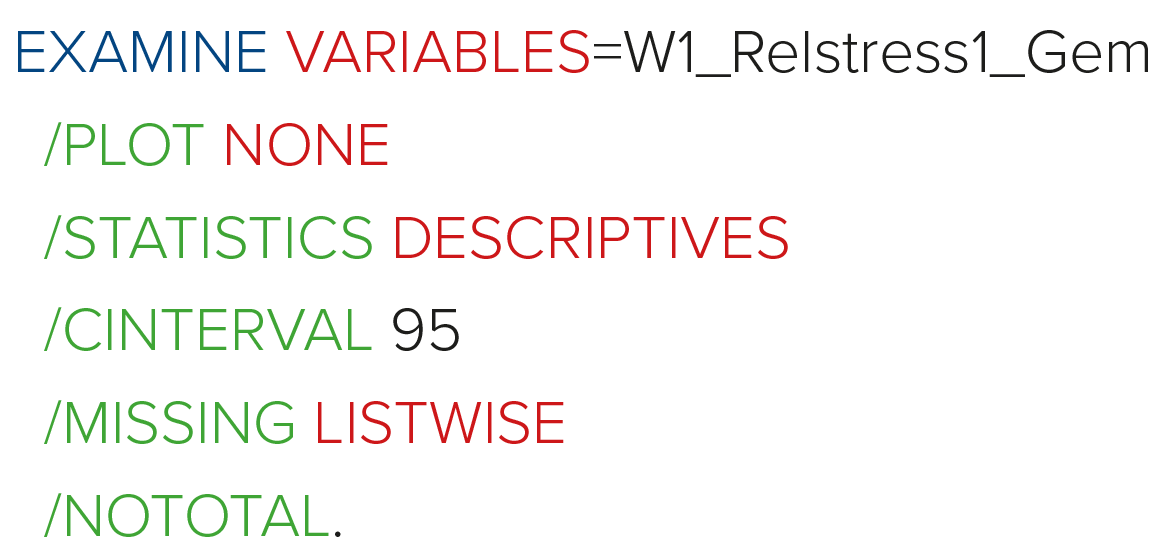 EXAMINE VARIABLES=W1_Relstress1_Gem
/PLOT NONE
/STATISTICS DESCRIPTIVES
/CINTERVAL 95
/MISSING LISTWISE
/NOTOTAL.